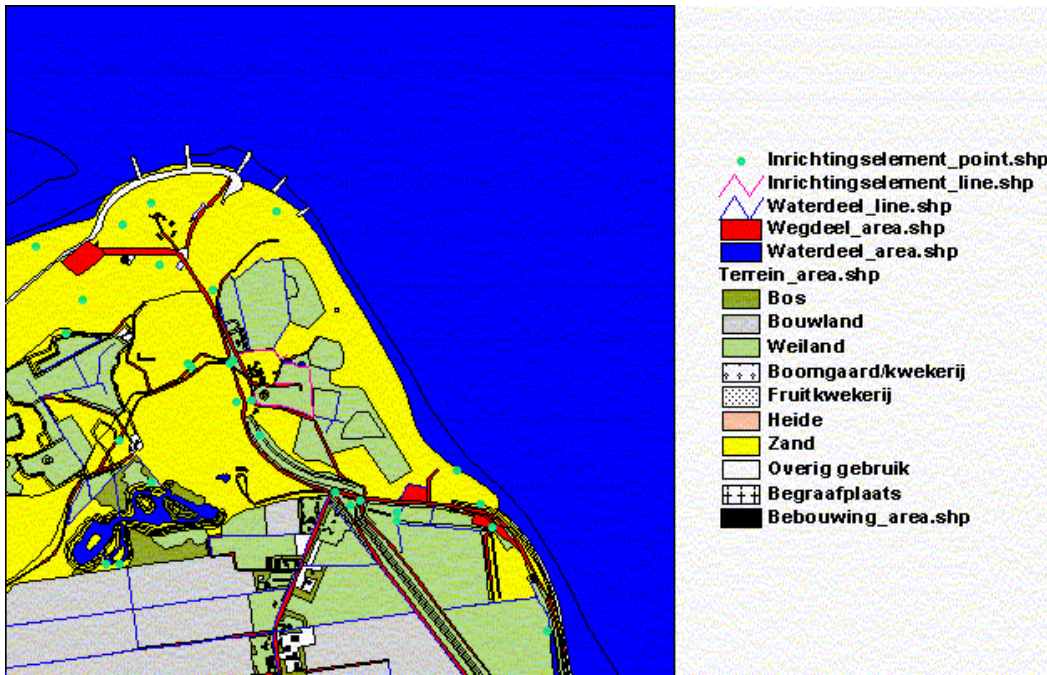 Inrichtingselement_point.shp
Inrichtingselement_line.shp
Waterdeel_line.shp
Wegdeel_area.shp
Waterdeel_area.shp
Terrein_area.shp
Bos
Bouwland
Weiland
Boomgaard/kwekerij
Fruitkwekerij
Heide
Zand
Overig gebruik
Begraafplaats
Bebouwing_area.shp